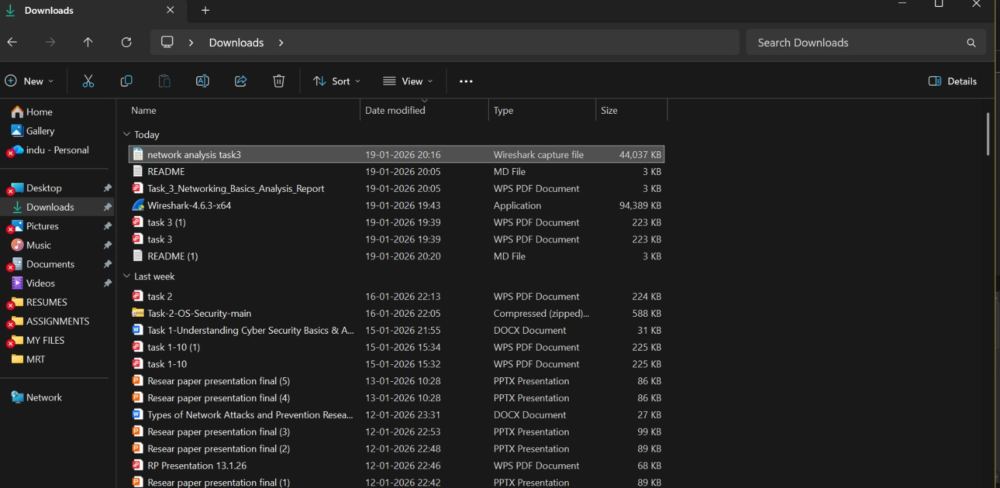 Downloads
Downloads
Search Downloads
New
Sort
View
Details
Home
Gallery
indu - Personal
Desktop
Downloads
Pictures
Music
Documents
Videos
RESUMES
ASSIGNMENTS
MY FILES
MRT
Network
Name Date modified Type Size
Today
network analysis task3 19-01-2026 20:16 Wireshark capture file 44,037 KB
README 19-01-2026 20:05 MD File 3 KB
Task_3_Networking_Basics_Analysis_Report 19-01-2026 20:05 WPS PDF Document 3 KB
Wireshark-4.6.3-x64 19-01-2026 19:43 Application 94,389 KB
task 3 (1) 19-01-2026 19:39 WPS PDF Document 223 KB
task 3 19-01-2026 19:39 WPS PDF Document 223 KB
README (1) 19-01-2026 20:20 MD File 3 KB
Last week
task 2 16-01-2026 22:13 WPS PDF Document 224 KB
Task-2-OS-Security-main 16-01-2026 22:05 Compressed (zipped)... 588 KB
Task 1-Understanding Cyber Security Basics & A... 15-01-2026 21:55 DOCX Document 31 KB
task 1-10 (1) 15-01-2026 15:34 WPS PDF Document 225 KB
task 1-10 15-01-2026 15:32 WPS PDF Document 225 KB
Resear paper presentation final (5) 13-01-2026 10:28 PPTX Presentation 86 KB
Resear paper presentation final (4) 13-01-2026 10:28 PPTX Presentation 86 KB
Types of Network Attacks and Prevention Resea... 12-01-2026 23:31 DOCX Document 27 KB
Resear paper presentation final (3) 12-01-2026 22:53 PPTX Presentation 99 KB
Resear paper presentation final (2) 12-01-2026 22:48 PPTX Presentation 89 KB
RP Presentation 13.1.26 12-01-2026 22:46 WPS PDF Document 68 KB
Resear paper presentation final (1) 12-01-2026 22:42 PPTX Presentation 89 KB